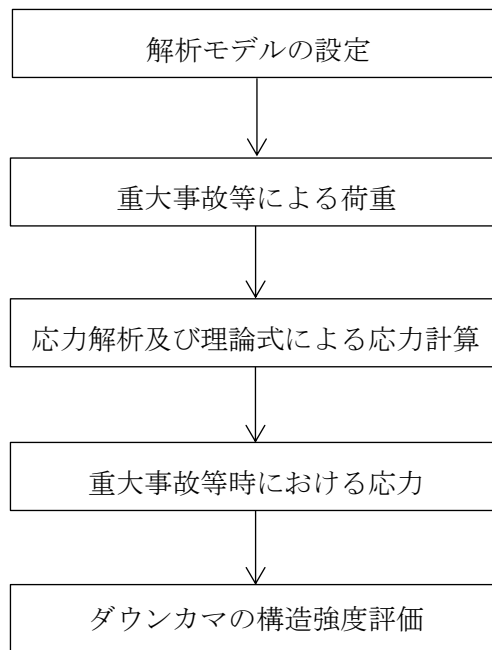 解析モデルの設定
重大事故等による荷重
応力解析及び理論式による応力計算
重大事故等時における応力
ダウンカマの構造強度評価